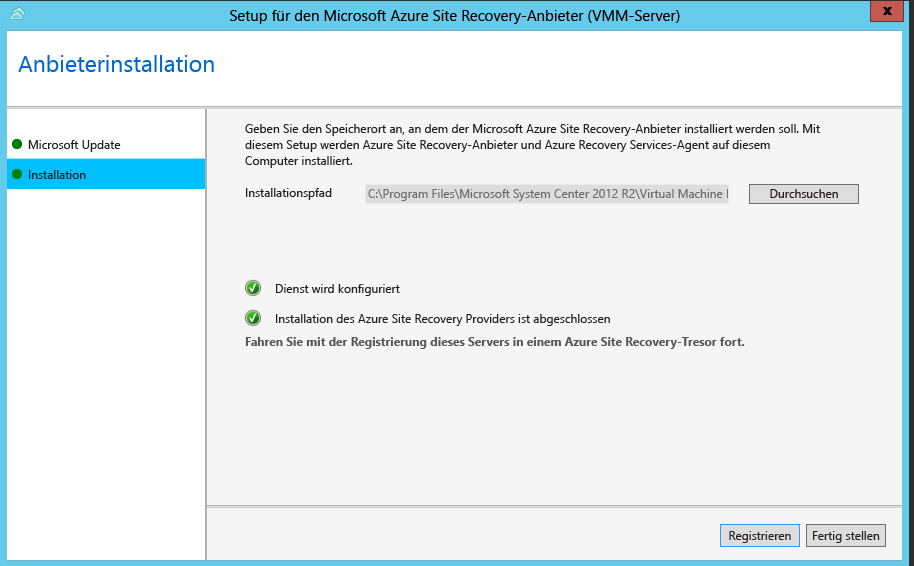 Setup für den Microsoft Azure Site Recovery-Anbieter (VMM-Server)
x
Anbieterinstallation
Microsoft Update
Installation
Geben Sie den Speicherort an, an dem der Microsoft Azure Site Recovery-Anbieter installiert werden soll. Mit
diesem Setup werden Azure Site Recovery-Anbieter und Azure Recovery Services-Agent auf diesem
Computer installiert.
Installationspfad C:\Program Files\Microsoft System Center 2012 R2\Virtual Machine Durchsuchen
Dienst wird konfiguriert
Installation des Azure Site Recovery Providers ist abgeschlossen
Fahren Sie mit der Registrierung dieses Servers in einem Azure Site Recovery-Tresor fort.
Registrieren Fertig stellen